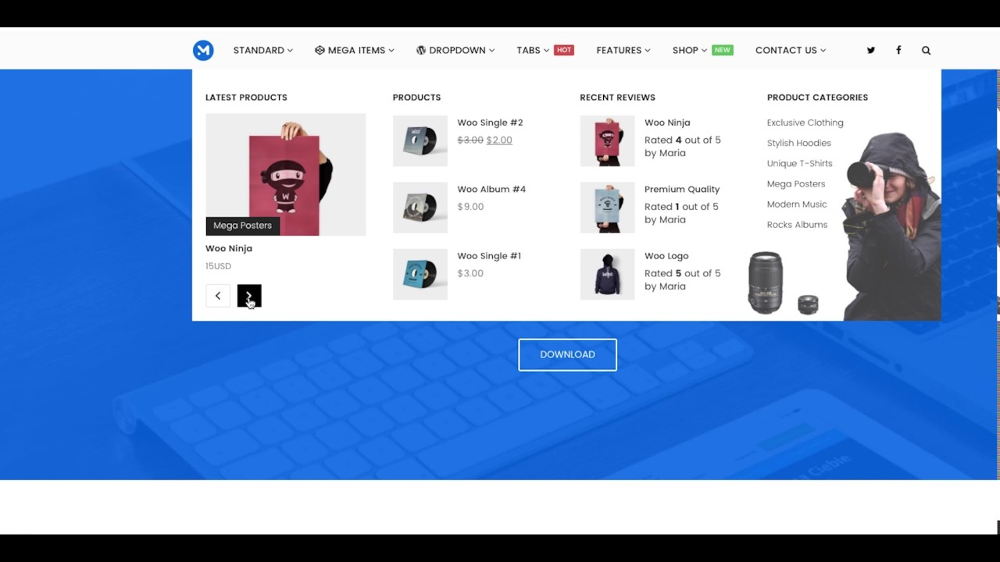 STANDARD
MEGA ITEMS
DROPDOWN
TABS HOT
FEATURES
SHOP NEW
CONTACT US
LATEST PRODUCTS
W
Mega Posters
Woo Ninja
15USD
PRODUCTS
WOO
Woo Single #2
$3.00 $2.00
Woo Album #4
$9.00
Woo Single #1
$3.00
RECENT REVIEWS
Woo Ninja
Rated 4 out of 5
by Maria
Premium Quality
Rated 1 out of 5
by Maria
WOO
Woo Logo
Rated 5 out of 5
by Maria
PRODUCT CATEGORIES
Exclusive Clothing
Stylish Hoodies
Unique T-Shirts
Mega Posters
Modern Music
Rocks Albums
DOWNLOAD
Ciebie